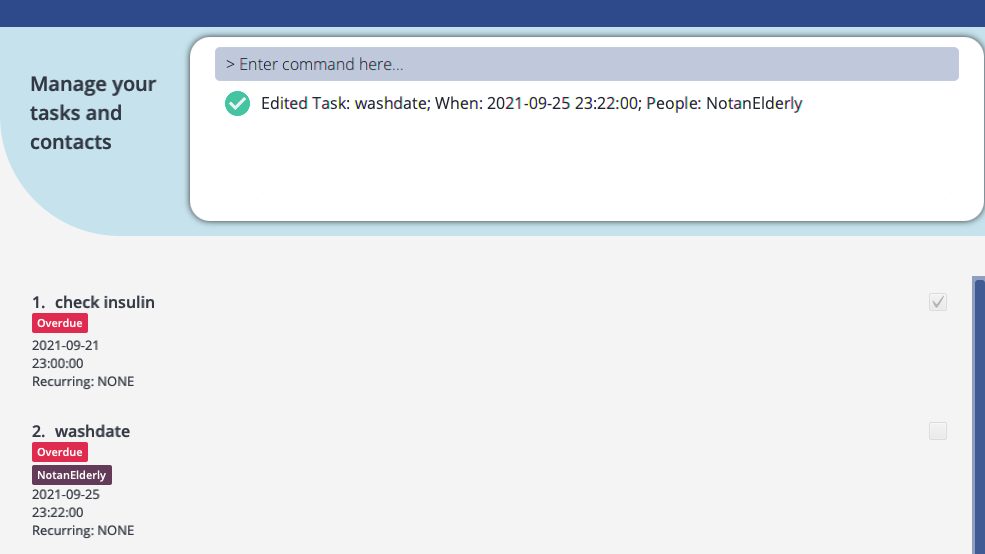 Manage your
tasks and
contacts
> Enter command here...
Edited Task: washdate; When: 2021-09-25 23:22:00; People: NotanElderly
1. check insulin
Overdue
2021-09-21
23:00:00
Recurring: NONE
2. washdate
Overdue
NotanElderly
2021-09-25
23:22:00
Recurring: NONE